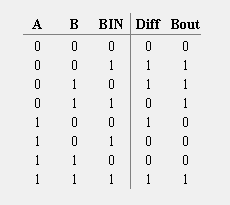 A B BIN Diff Bout
0 0 0 0 0
0 0 1 1 1
0 1 0 1 1
0 1 1 0 1
1 0 0 1 0
1 0 1 0 0
1 1 0 0 0
1 1 1 1 1